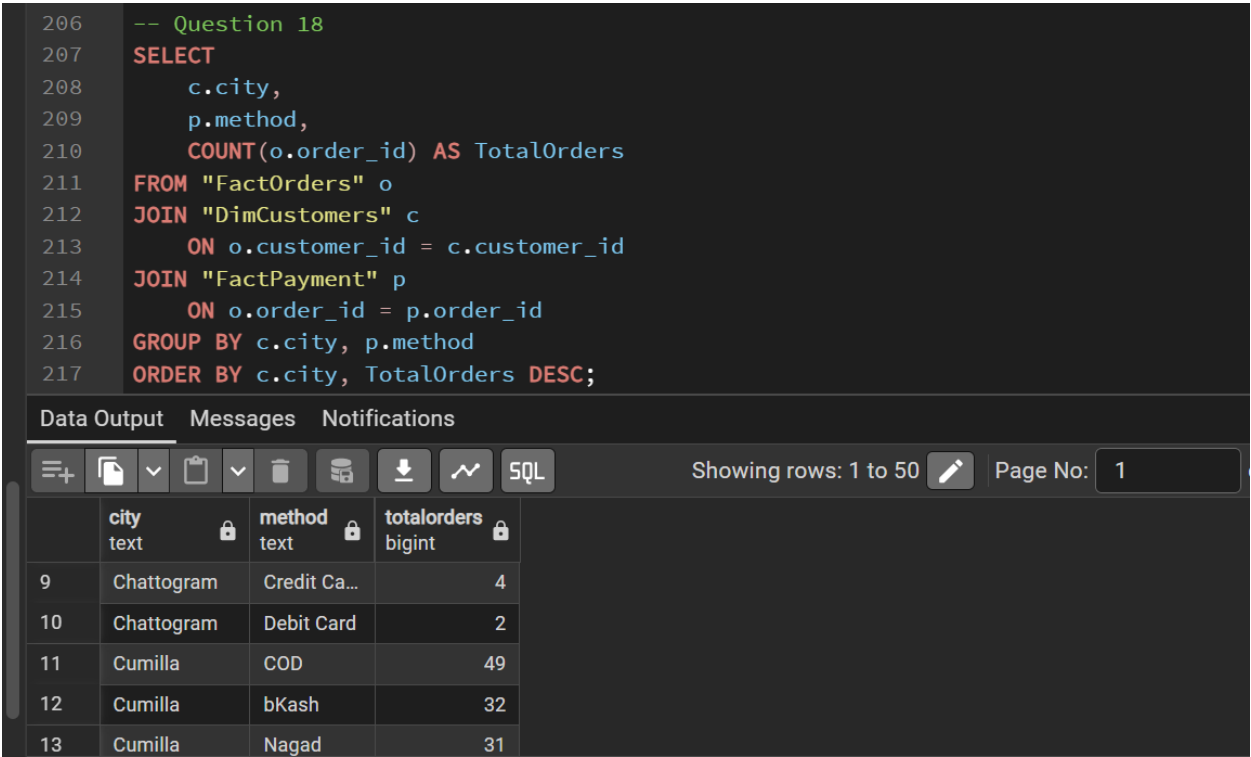 206 -- Question 18
207 SELECT
208 c.city,
209 p.method,
210 COUNT(o.order_id) AS TotalOrders
211 FROM "FactOrders" o
212 JOIN "DimCustomers" c
213 ON o.customer_id = c.customer_id
214 JOIN "FactPayment" p
215 ON o.order_id = p.order_id
216 GROUP BY c.city, p.method
217 ORDER BY c.city, TotalOrders DESC;
Data Output Messages Notifications
SQL Showing rows: 1 to 50 Page No: 1
city method totalorders
text text bigint
9 Chattogram Credit Ca... 4
10 Chattogram Debit Card 2
11 Cumilla COD 49
12 Cumilla bKash 32
13 Cumilla Nagad 31